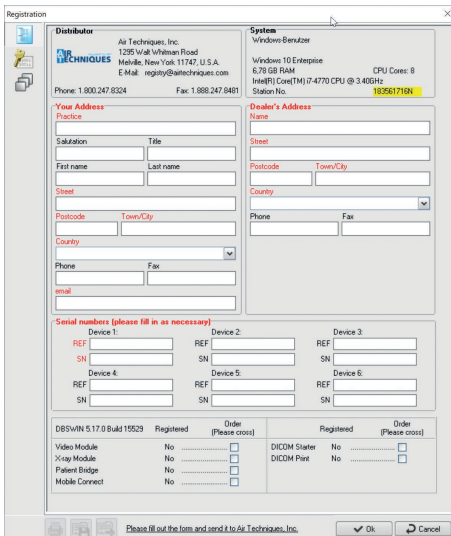 Registration
Distributor
AIR TECHNIQUES
Air Techniques, Inc.
1295 Walt Whitman Road
Melville, New York 11747, U.S.A.
E-Mail: registry@airtechniques.com
Phone: 1.800.247.8324 Fax: 1.888.247.8481
System
Windows-Benutzer
Windows 10 Enterprise
6,78 GB RAM CPU Cores: 8
Intel(R) Core(TM) i7-4770 CPU @ 3.40GHz
Station No. 183561716N
Your Address
Practice
Salutation Title
First name Last name
Street
Postcode Town/City
Country
Phone Fax
email
Dealer's Address
Name
Street
Postcode Town/City
Country
Phone Fax
Serial numbers (please fill in as necessary)
Device 1: Device 2: Device 3:
REF REF REF
SN SN SN
Device 4: Device 5: Device 6:
REF REF REF
SN SN SN
DBSWIN 5.17.0 Build 15529 Registered Order (Please cross)
Video Module No
X-ray Module No
Patient Bridge No
Mobile Connect No
Registered Order (Please cross)
DICOM Starter No
DICOM Print No
Please fill out the form and send it to Air Techniques, Inc.
Ok Cancel